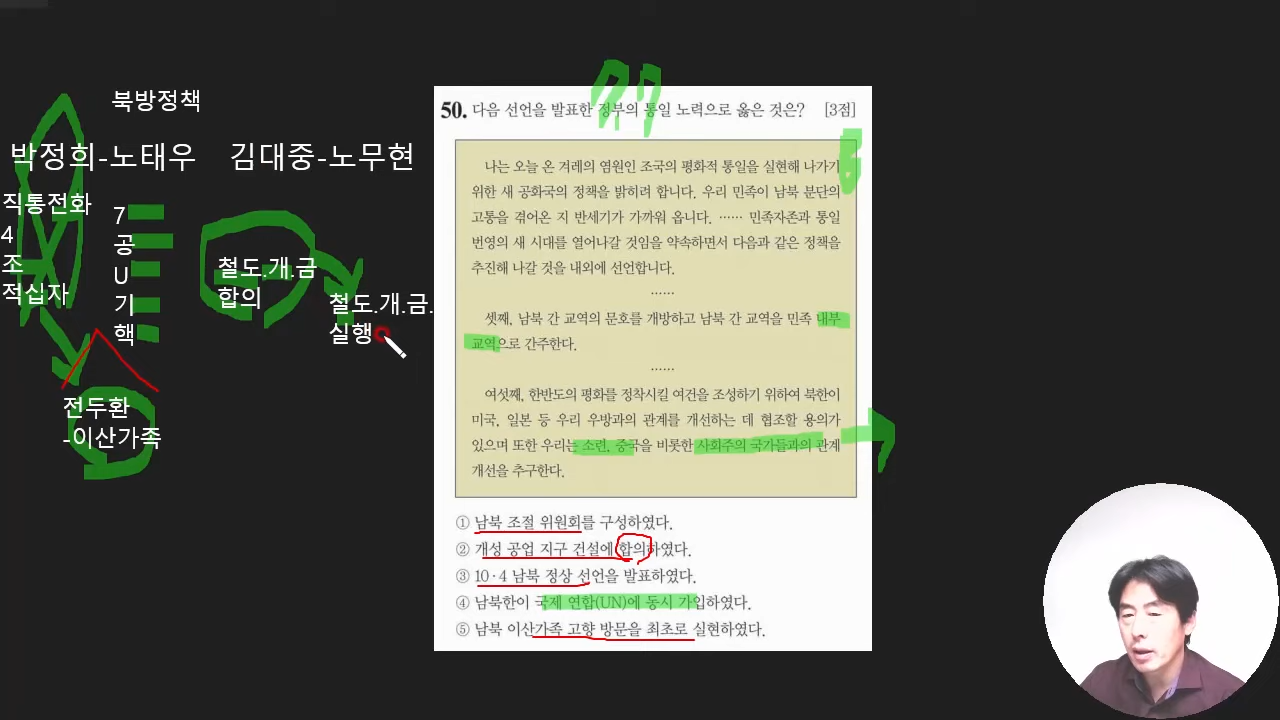 북방정책
박정희-노태우
김대중-노무현
직통전화
4
조
적십자
7
공
U
기
핵
전두환
-이산가족
철도.개.금
합의
철도.개.금.
실행
50. 다음 선언을 발표한 정부의 통일 노력으로 옳은 것은? [3점]
나는 오늘 온 겨레의 염원인 조국의 평화적 통일을 실현해 나가기
위한 새 공화국의 정책을 밝히려 합니다. 우리 민족이 남북 분단의
고통을 겪어온 지 반세기가 가까워 옵니다. …… 민족자존과 통일
번영의 새 시대를 열어나갈 것임을 약속하면서 다음과 같은 정책을
추진해 나갈 것을 내외에 선언합니다.
……
셋째, 남북 간 교역의 문호를 개방하고 남북 간 교역을 민족 내부
교역으로 간주한다.
……
여섯째, 한반도의 평화를 정착시킬 여건을 조성하기 위하여 북한이
미국, 일본 등 우리 우방과의 관계를 개선하는 데 협조할 용의가
있으며 또한 우리는 소련, 중국을 비롯한 사회주의 국가들과의 관계
개선을 추구한다.
① 남북 조절 위원회를 구성하였다.
② 개성 공업 지구 건설에 합의하였다.
③ 10·4 남북 정상 선언을 발표하였다.
④ 남북한이 국제 연합(UN)에 동시 가입하였다.
⑤ 남북 이산가족 고향 방문을 최초로 실현하였다.